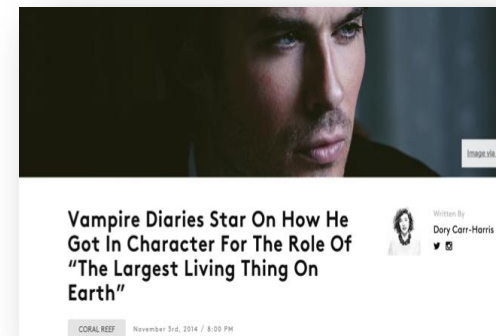 Image via
Vampire Diaries Star On How He
Got In Character For The Role Of
“The Largest Living Thing On
Earth”
Written By
Dory Carr-Harris
CORAL REEF
November 3rd, 2014 / 8:00 PM